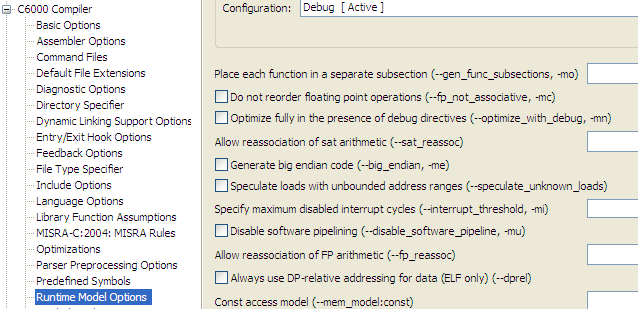 C6000 Compiler
Basic Options
Assembler Options
Command Files
Default File Extensions
Diagnostic Options
Directory Specifier
Dynamic Linking Support Options
Entry/Exit Hook Options
Feedback Options
File Type Specifier
Include Options
Language Options
Library Function Assumptions
MISRA-C:2004: MISRA Rules
Optimizations
Parser Preprocessing Options
Predefined Symbols
Runtime Model Options
Configuration: Debug [ Active ]
Place each function in a separate subsection (--gen_func_subsections, -mo)
Do not reorder floating point operations (--fp_not_associative, -mc)
Optimize fully in the presence of debug directives (--optimize_with_debug, -mn)
Allow reassociation of sat arithmetic (--sat_reassoc)
Generate big endian code (--big_endian, -me)
Speculate loads with unbounded address ranges (--speculate_unknown_loads)
Specify maximum disabled interrupt cycles (--interrupt_threshold, -mi)
Disable software pipelining (--disable_software_pipeline, -mu)
Allow reassociation of FP arithmetic (--fp_reassoc)
Always use DP-relative addressing for data (ELF only) (--dprel)
Const access model (--mem_model:const)